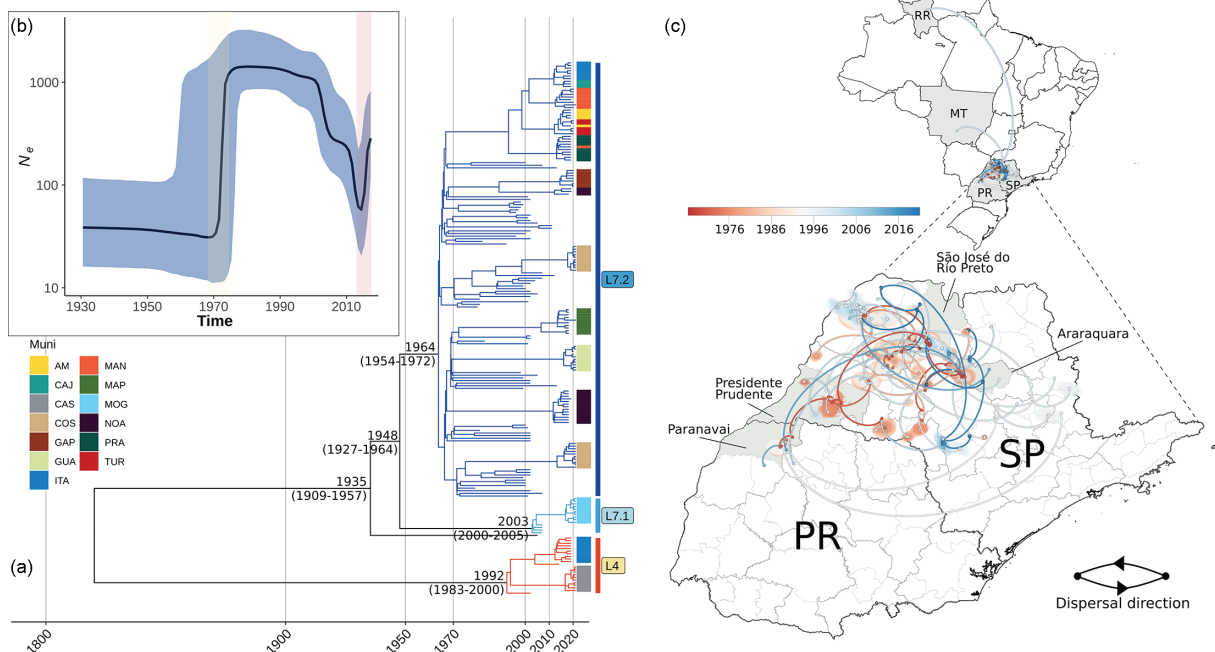 (b)
1000
100
10
N e
1930
1950
1970
1990
2010
Time
Muni
AM
CAJ
CAS
COS
GAP
GUA
ITA
MAN
MAP
MOG
NOA
PRA
TUR
1964
(1954-1972)
1948
(1927-1964)
1935
(1909-1957)
2003
(2000-2005)
1992
(1983-2000)
L7.2
L7.1
L4
(a)
1800
1900
1950
1970
2000
2010
2020
(c)
RR
MT
PR
SP
1976
1986
1996
2006
2016
São José do
Rio Preto
Araraquara
Presidente
Prudente
Paranavaí
SP
PR
Dispersal direction